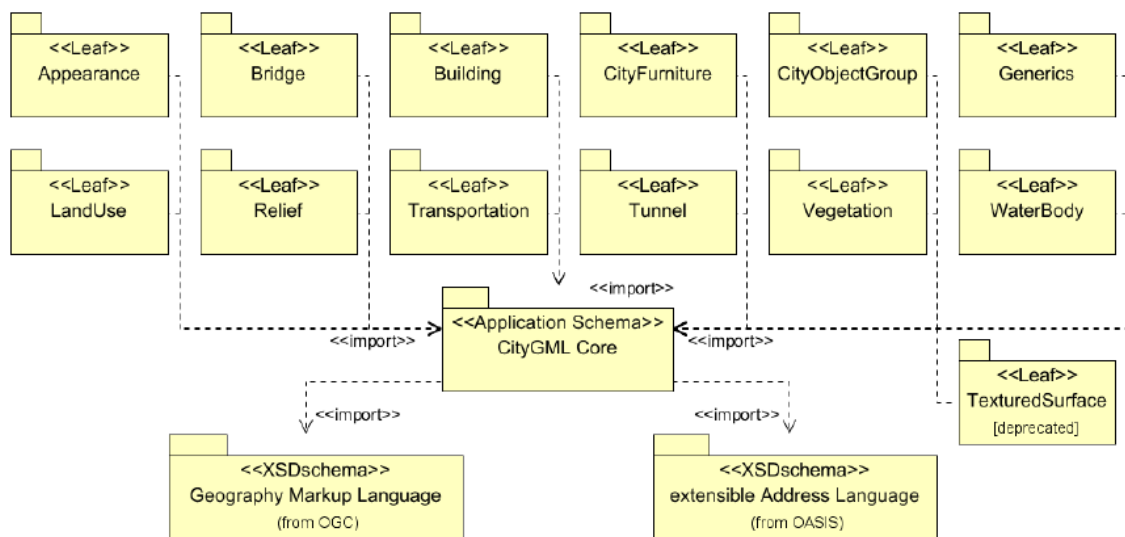 <<Leaf>>
Appearance
<<Leaf>>
Bridge
<<Leaf>>
Building
<<Leaf>>
CityFurniture
<<Leaf>>
CityObjectGroup
<<Leaf>>
Generics
<<Leaf>>
LandUse
<<Leaf>>
Relief
<<Leaf>>
Transportation
<<Leaf>>
Tunnel
<<Leaf>>
Vegetation
<<Leaf>>
WaterBody
<<import>>
<<Application Schema>>
CityGML Core
<<import>>
<<import>>
<<Leaf>>
TexturedSurface
[deprecated]
<<import>>
<<import>>
<<XSDschema>>
Geography Markup Language
(from OGC)
<<XSDschema>>
extensible Address Language
(from OASIS)